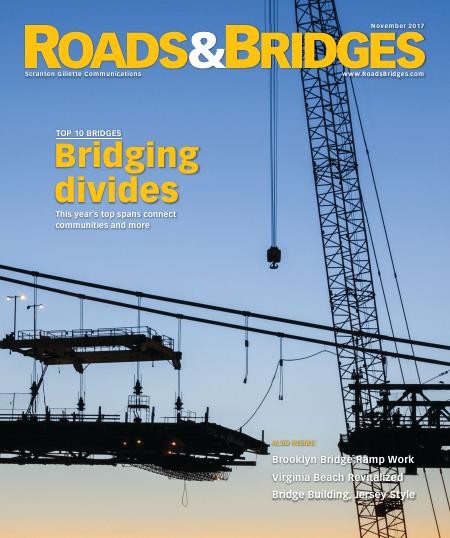 November 2017
ROADS&BRIDGES
Scranton Gillette Communications
www.RoadsBridges.com
TOP 10 BRIDGES
Bridging
divides
This year's top spans connect
communities and more
ALSO INSIDE:
Brooklyn Bridge Ramp Work
Virginia Beach Revitalized
Bridge Building, Jersey Style